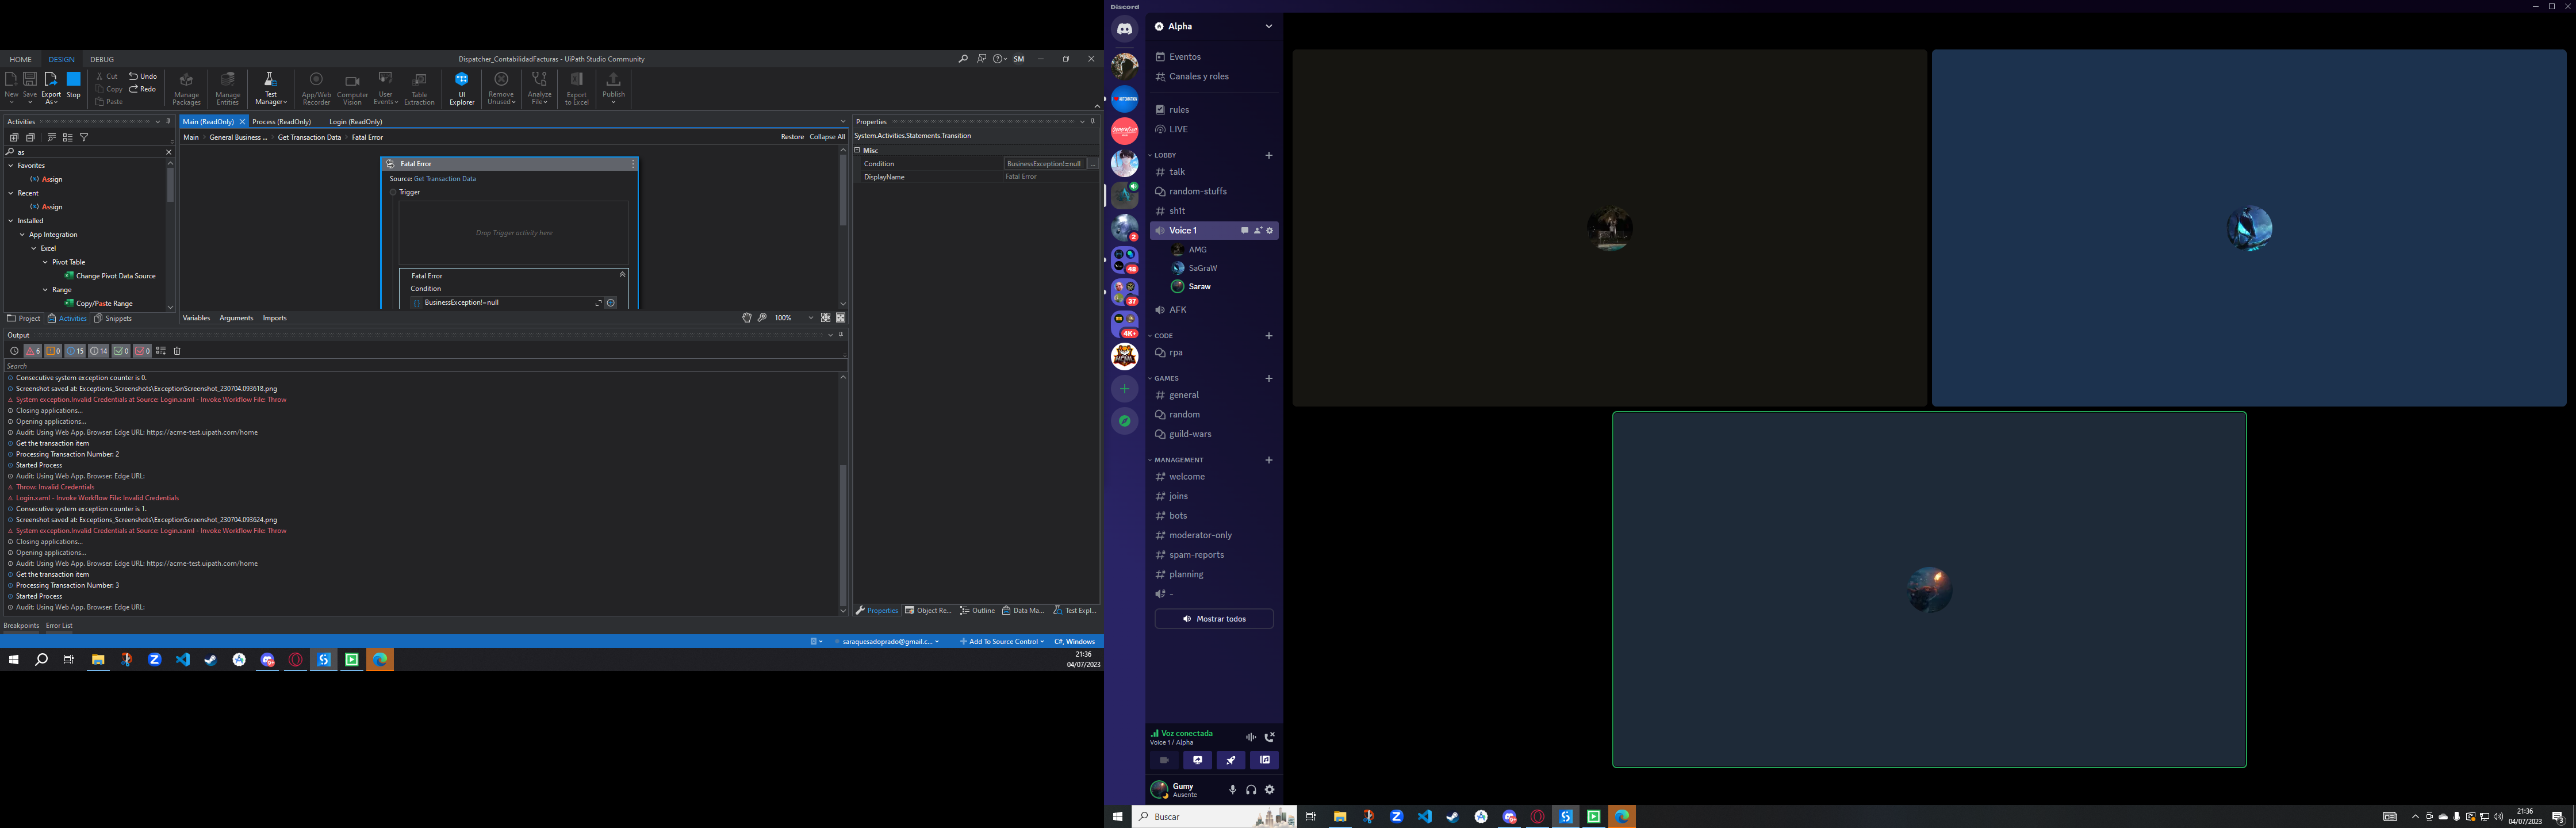 HOME DESIGN DEBUG
Dispatcher_ContabilidadFacturas - UiPath Studio Community
SM
New Save Export As Stop
Cut Copy Paste
Undo Redo
Manage Packages
Manage Entities
Test Manager
App/Web Recorder
Computer Vision
User Events
Table Extraction
UI Explorer
Remove Unused
Analyze File
Export to Excel
Publish
Activities
as
Favorites
Assign
Recent
Assign
Installed
App Integration
Excel
Pivot Table
Change Pivot Data Source
Range
Copy/Paste Range
Project Activities Snippets
Main (ReadOnly) Process (ReadOnly) Login (ReadOnly)
Main > General Business ... > Get Transaction Data > Fatal Error
Restore Collapse All
Fatal Error
Source: Get Transaction Data
Trigger
Drop Trigger activity here
Fatal Error
Condition
BusinessException!=null
Variables Arguments Imports
100%
Properties
System.Activities.Statements.Transition
Misc
Condition BusinessException!=null ...
DisplayName Fatal Error
Properties Object Re... Outline Data Ma... Test Expl...
Output
6 0 15 14 0 0
Search
Consecutive system exception counter is 0.
Screenshot saved at: Exceptions_Screenshots\ExceptionScreenshot_230704.093618.png
System exception.Invalid Credentials at Source: Login.xaml - Invoke Workflow File: Throw
Closing applications...
Opening applications...
Audit: Using Web App. Browser: Edge URL: https://acme-test.uipath.com/home
Get the transaction item
Processing Transaction Number: 2
Started Process
Audit: Using Web App. Browser: Edge URL:
Throw: Invalid Credentials
Login.xaml - Invoke Workflow File: Invalid Credentials
Consecutive system exception counter is 1.
Screenshot saved at: Exceptions_Screenshots\ExceptionScreenshot_230704.093624.png
System exception.Invalid Credentials at Source: Login.xaml - Invoke Workflow File: Throw
Closing applications...
Opening applications...
Audit: Using Web App. Browser: Edge URL: https://acme-test.uipath.com/home
Get the transaction item
Processing Transaction Number: 3
Started Process
Audit: Using Web App. Browser: Edge URL:
Breakpoints Error List
saraquesadoprado@gmail.c... Add To Source Control C#, Windows
21:36
04/07/2023
Discord
Alpha
Eventos
Canales y roles
rules
LIVE
LOBBY
talk
random-stuffs
sh1t
Voice 1
AMG
SaGraW
Saraw
AFK
CODE
rpa
GAMES
general
random
guild-wars
MANAGEMENT
welcome
joins
bots
moderator-only
spam-reports
planning
-
Mostrar todos
2
48
37
4K+
Voz conectada
Voice 1 / Alpha
Gumy
Ausente
Buscar
21:36
04/07/2023